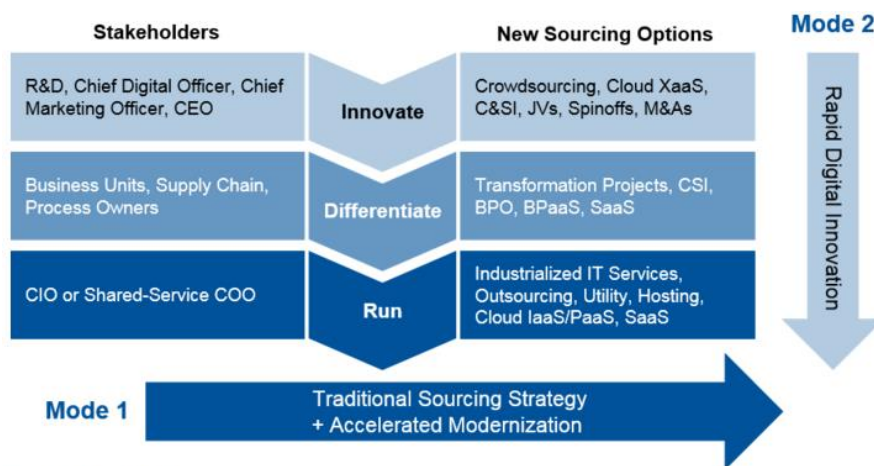 Stakeholders
New Sourcing Options
Mode 2
R&D, Chief Digital Officer, Chief
Marketing Officer, CEO
Innovate
Crowdsourcing, Cloud XaaS,
C&SI, JVs, Spinoffs, M&As
Business Units, Supply Chain,
Process Owners
Differentiate
Transformation Projects, CSI,
BPO, BPaaS, SaaS
CIO or Shared-Service COO
Run
Industrialized IT Services,
Outsourcing, Utility, Hosting,
Cloud IaaS/PaaS, SaaS
Rapid Digital Innovation
Mode 1
Traditional Sourcing Strategy
+ Accelerated Modernization